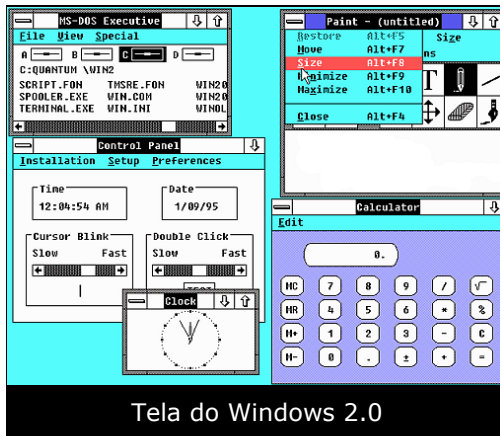 MS-DOS Executive
File View Special
A B C D
C:QUANTUM \WIN2
SCRIPT.FON TMSRE.FON WIN20
SPOOLER.EXE WIN.COM WIN20
TERMINAL.EXE WIN.INI WINOL
Paint - (untitled)
Restore Alt+F5
Move Alt+F7
Size Alt+F8
Minimize Alt+F9
Maximize Alt+F10
Close Alt+F4
Size
ns
T
Control Panel
Installation Setup Preferences
Time
12:04:54 AM
Date
1/09/95
Cursor Blink
Slow Fast
Double Click
Slow Fast
Clock
Calculator
Edit
0.
MC 7 8 9 / √
MR 4 5 6 * %
M+ 1 2 3 - C
M- 0 . ± + =
Tela do Windows 2.0